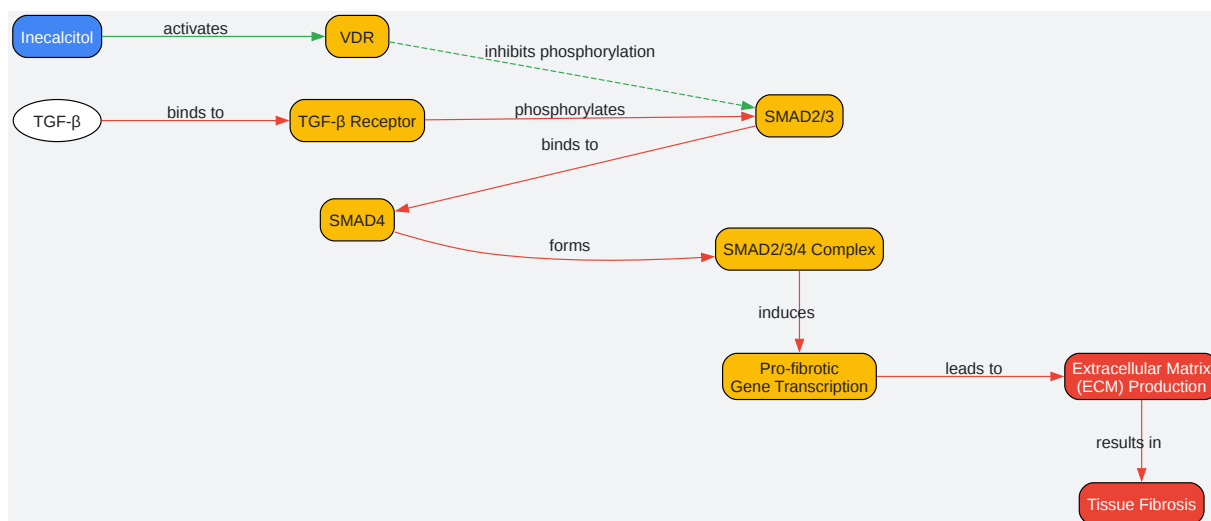 Inecalcitol
activates
VDR
inhibits phosphorylation
TGF-β
binds to
TGF-β Receptor
phosphorylates
SMAD2/3
binds to
SMAD4
forms
SMAD2/3/4 Complex
induces
Pro-fibrotic
Gene Transcription
leads to
Extracellular Matrix
(ECM) Production
results in
Tissue Fibrosis